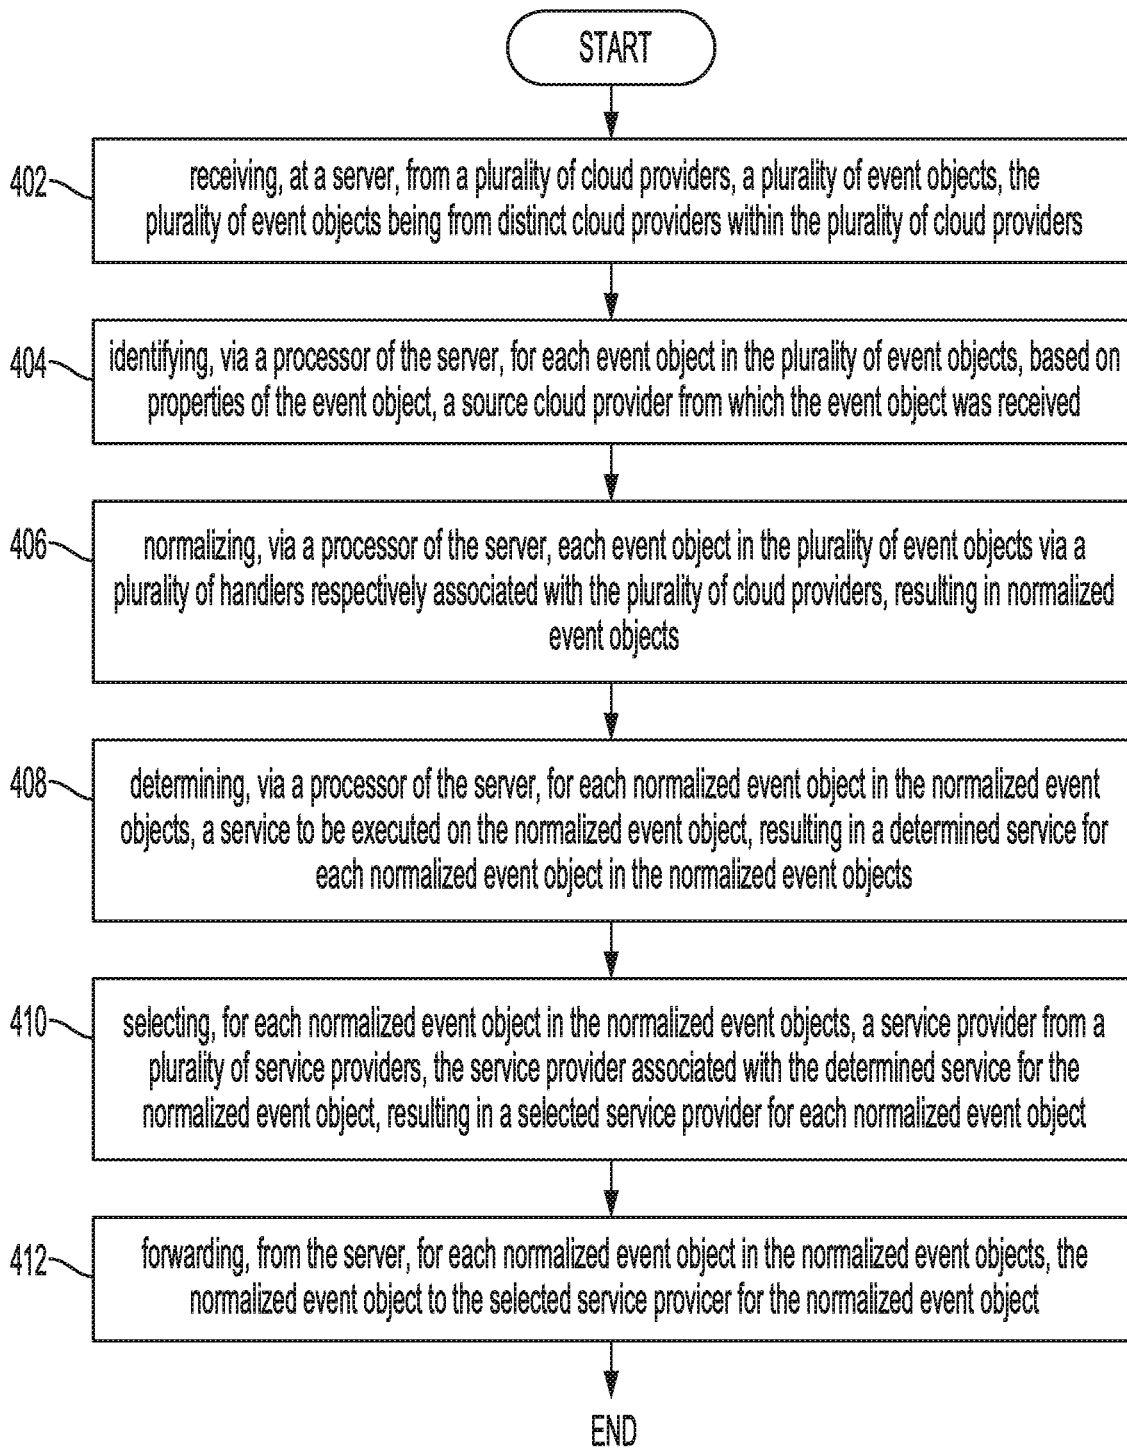 START
402
receiving, at a server, from a plurality of cloud providers, a plurality of event objects, the
plurality of event objects being from distinct cloud providers within the plurality of cloud providers
404
identifying, via a processor of the server, for each event object in the plurality of event objects, based on
properties of the event object, a source cloud provider from which the event object was received
406
normalizing, via a processor of the server, each event object in the plurality of event objects via a
plurality of handlers respectively associated with the plurality of cloud providers, resulting in normalized
event objects
408
determining, via a processor of the server, for each normalized event object in the normalized event
objects, a service to be executed on the normalized event object, resulting in a determined service for
each normalized event object in the normalized event objects
410
selecting, for each normalized event object in the normalized event objects, a service provider from a
plurality of service providers, the service provider associated with the determined service for the
normalized event object, resulting in a selected service provider for each normalized event object
412
forwarding, from the server, for each normalized event object in the normalized event objects, the
normalized event object to the selected service provicer for the normalized event object
END